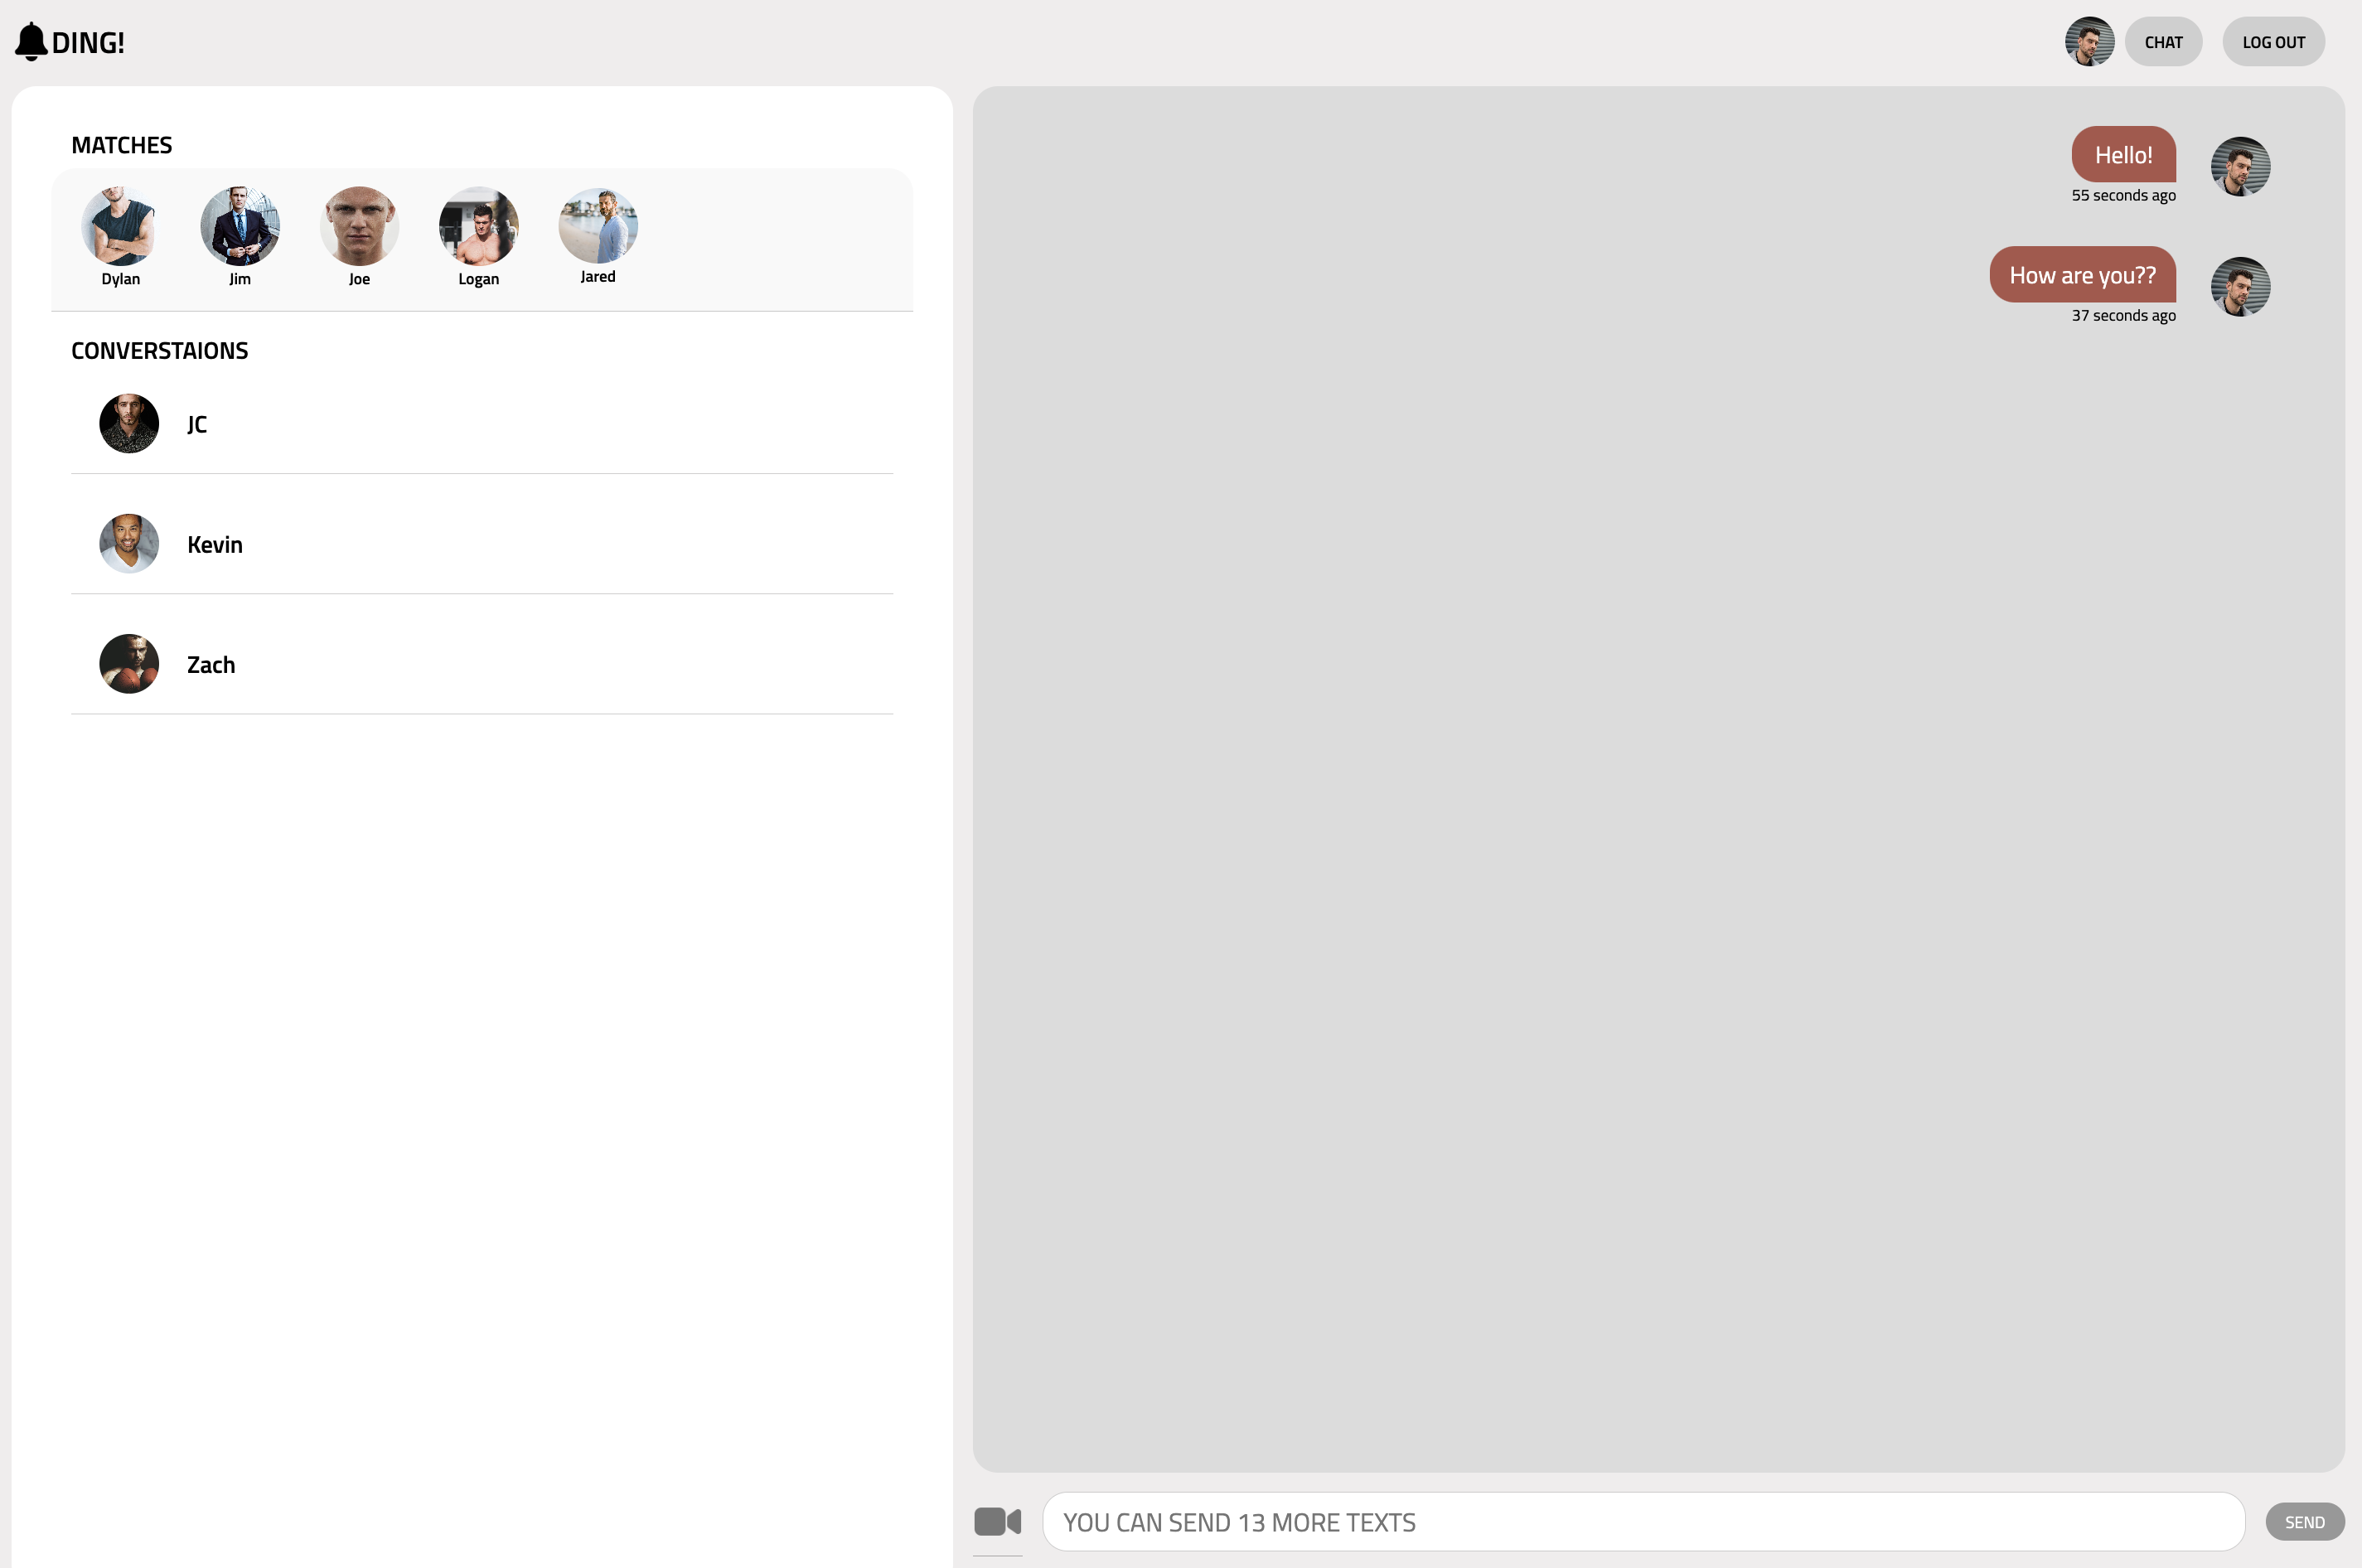 DING!
CHAT
LOG OUT
MATCHES
Dylan
Jim
Joe
Logan
Jared
CONVERSTAIONS
JC
Kevin
Zach
Hello!
55 seconds ago
How are you??
37 seconds ago
YOU CAN SEND 13 MORE TEXTS
SEND